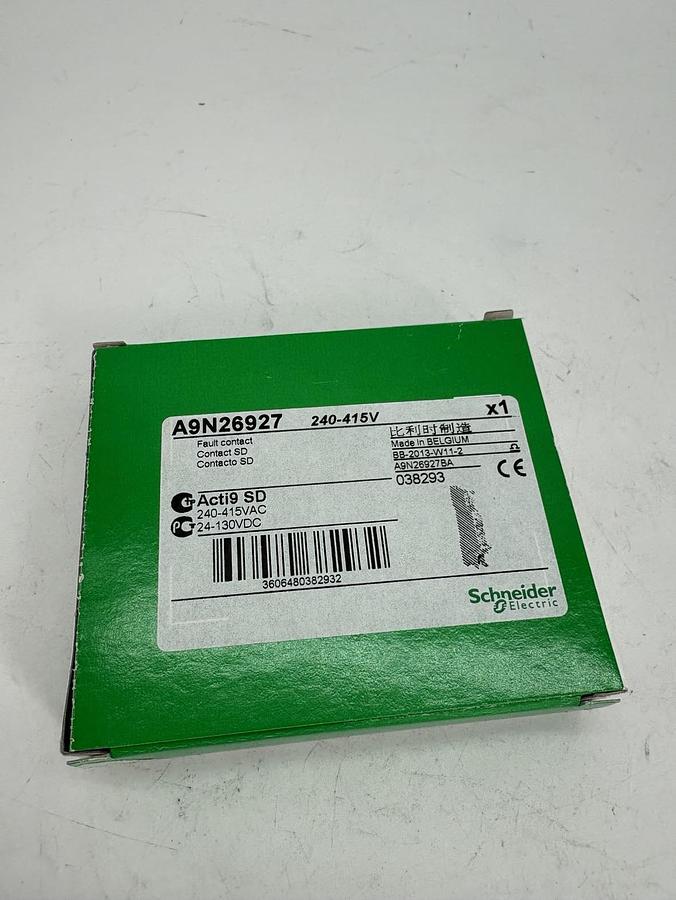 A9N26927 240-415V x1
Fault contact
Contact SD
Contacto SD
比利时制造
Made in BELGIUM
BB-2013-W11-2
A9N26927BA
038293
CE
Acti9 SD
240-415VAC
24-130VDC
3606480382932
Schneider
Electric